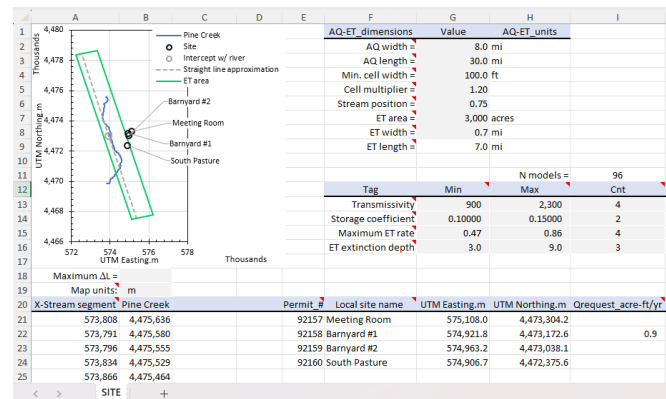 A B C D E F G H I
1 AQ-ET_dimensions Value AQ-ET_units
2 AQ width = 8.0 mi
3 AQ length = 30.0 mi
4 Min. cell width = 100.0 ft
5 Cell multiplier = 1.20
6 Stream position = 0.75
7 ET area = 3,000 acres
8 ET width = 0.7 mi
9 ET length = 7.0 mi
10
11 N models = 96
12 Tag Min Max Cnt
13 Transmissivity 900 2,300 4
14 Storage coefficient 0.10000 0.15000 2
15 Maximum ET rate 0.47 0.86 4
16 ET extinction depth 3.0 9.0 3
17
Thousands
UTM Northing.m
4,480
4,478
4,476
4,474
4,472
4,470
4,468
4,466
572 574 576 578
UTM Easting.m Thousands
Pine Creek
Site
Intercept w/ river
Straight line approximation
ET area
Barnyard #2
Meeting Room
Barnyard #1
South Pasture
18 Maximum ΔL =
19 Map units: m
20 X-Stream segment Pine Creek Permit_# Local site name UTM Easting.m UTM Northing.m Qrequest_acre-ft/yr
21 573,808 4,475,636 92157 Meeting Room 575,108.0 4,473,304.2
22 573,791 4,475,580 92158 Barnyard #1 574,921.8 4,473,172.6 0.9
23 573,796 4,475,555 92159 Barnyard #2 574,963.2 4,473,038.1
24 573,834 4,475,529 92160 South Pasture 574,906.7 4,472,375.6
25 573,866 4,475,464
SITE